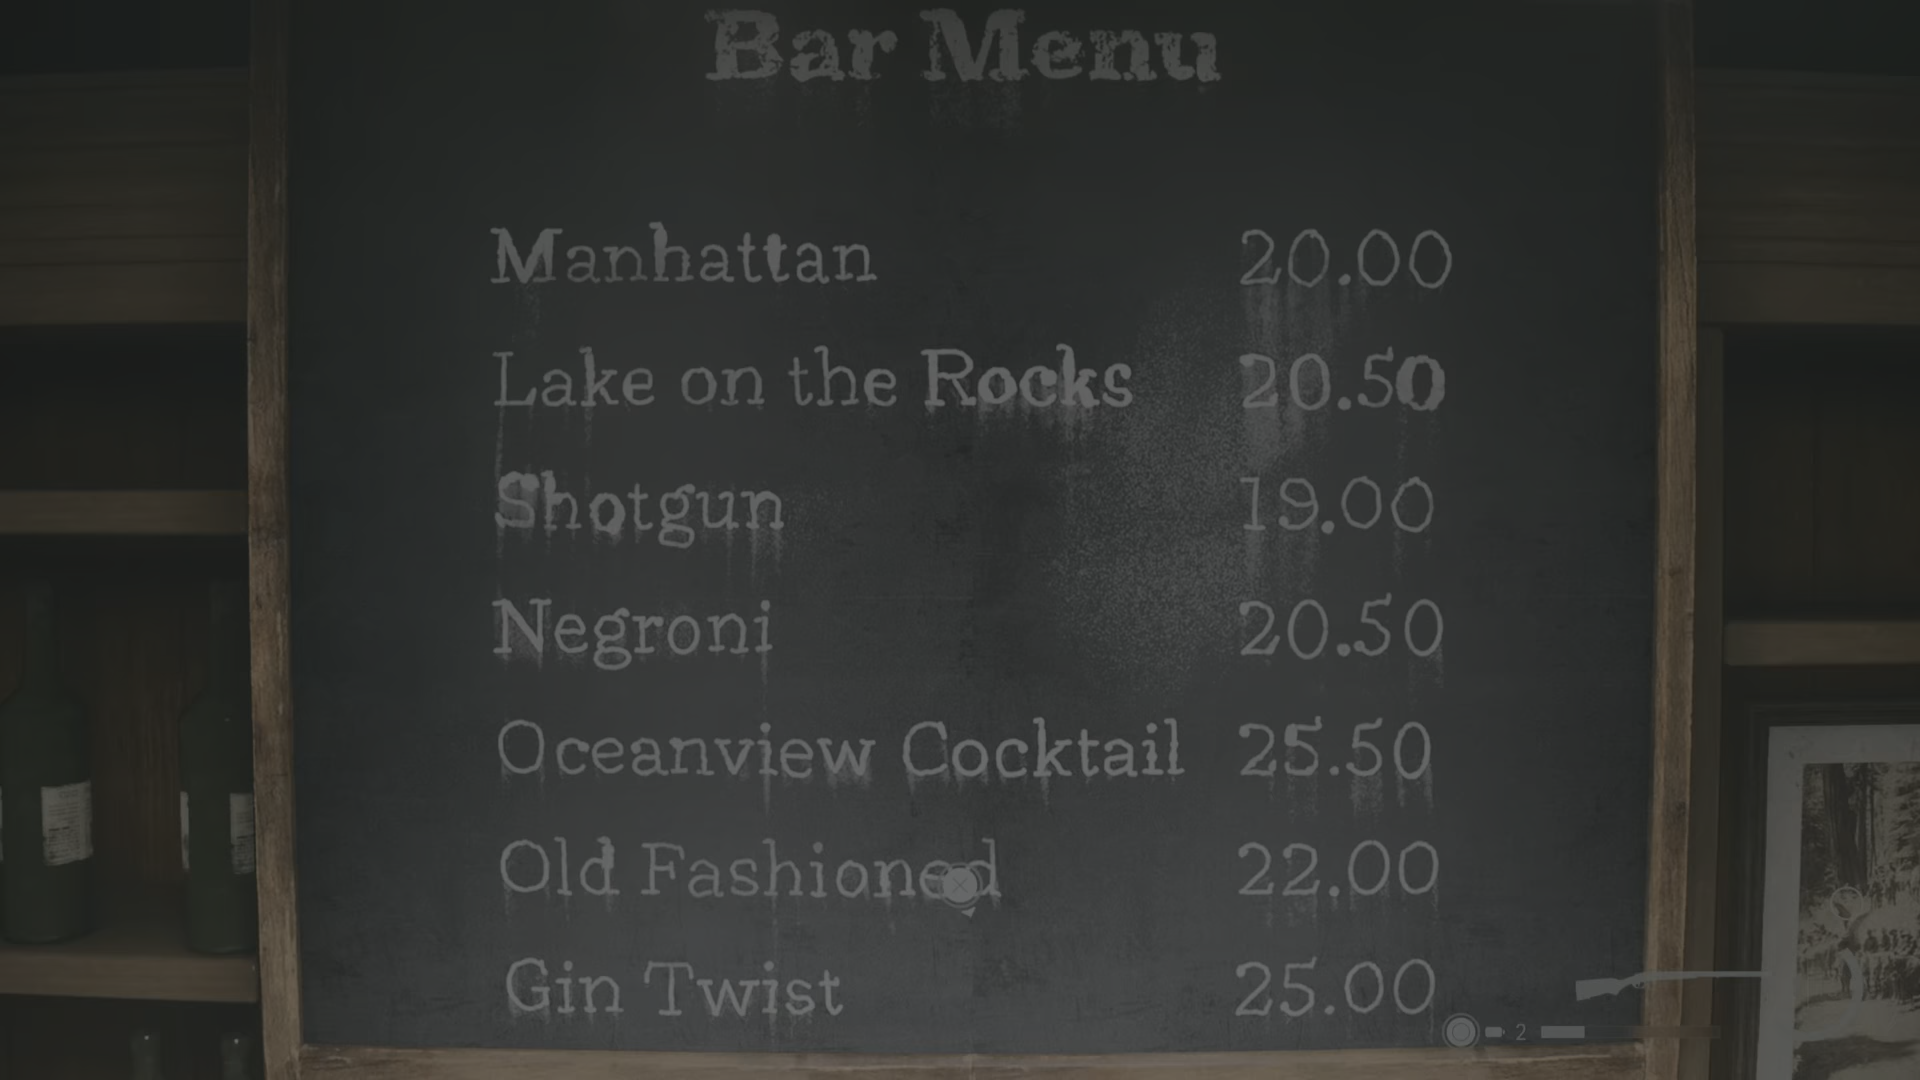 Bar Menu
Manhattan 20.00
Lake on the Rocks 20.50
Shotgun 19.00
Negroni 20.50
Oceanview Cocktail 25.50
Old Fashioned 22.00
Gin Twist 25.00
2